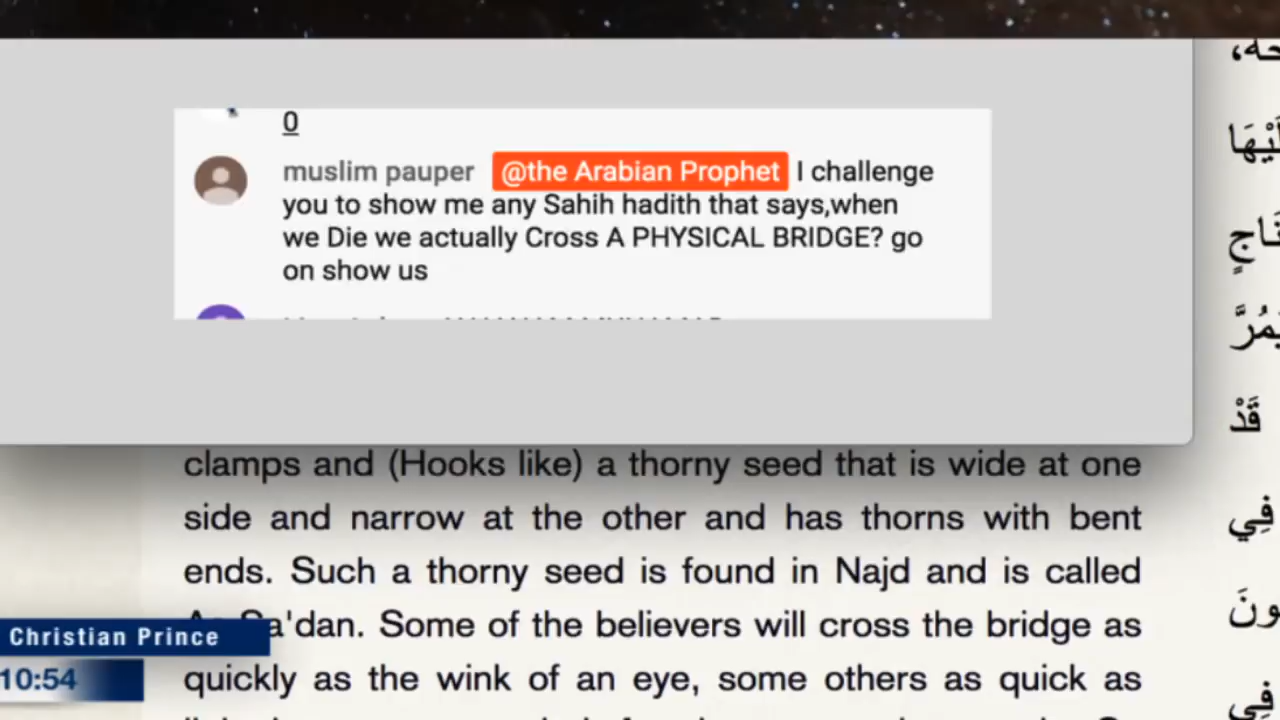 0
muslim pauper @the Arabian Prophet I challenge
you to show me any Sahih hadith that says,when
we Die we actually Cross A PHYSICAL BRIDGE? go
on show us
clamps and (Hooks like) a thorny seed that is wide at one
side and narrow at the other and has thorns with bent
ends. Such a thorny seed is found in Najd and is called
Sa'dan. Some of the believers will cross the bridge as
Christian Prince
10:54
quickly as the wink of an eye, some others as quick as
قَدْ
فِي
فِي